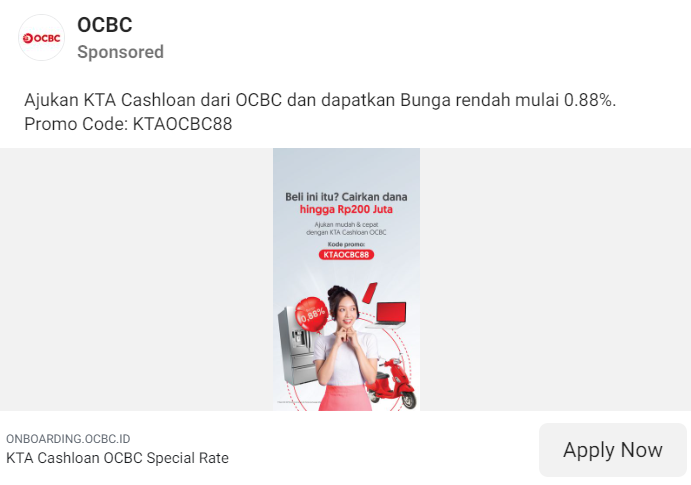 OCBC
OCBC
Sponsored
Ajukan KTA Cashloan dari OCBC dan dapatkan Bunga rendah mulai 0.88%.
Promo Code: KTAOCBC88
Beli ini itu? Cairkan dana
hingga Rp200 Juta
Ajukan mudah & cepat
dengan KTA Cashloan OCBC
Kode promo:
KTAOCBC88
0,88%
ONBOARDING.OCBC.ID
KTA Cashloan OCBC Special Rate
Apply Now